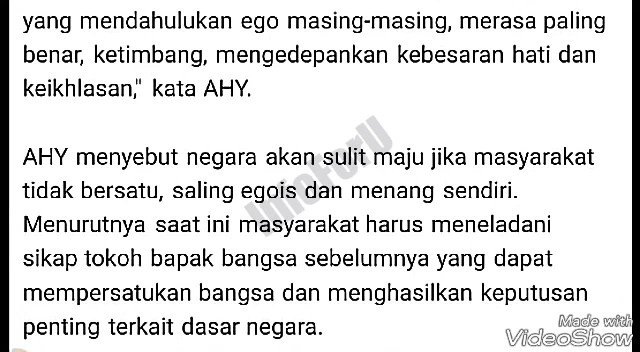 yang mendahulukan ego masing-masing, merasa paling
benar, ketimbang, mengedepankan kebesaran hati dan
keikhlasan," kata AHY.
AHY menyebut negara akan sulit maju jika masyarakat
tidak bersatu, saling egois dan menang sendiri.
Menurutnya saat ini masyarakat harus meneladani
sikap tokoh bapak bangsa sebelumnya yang dapat
mempersatukan bangsa dan menghasilkan keputusan
penting terkait dasar negara.
InfoForU
Made with
VideoShow